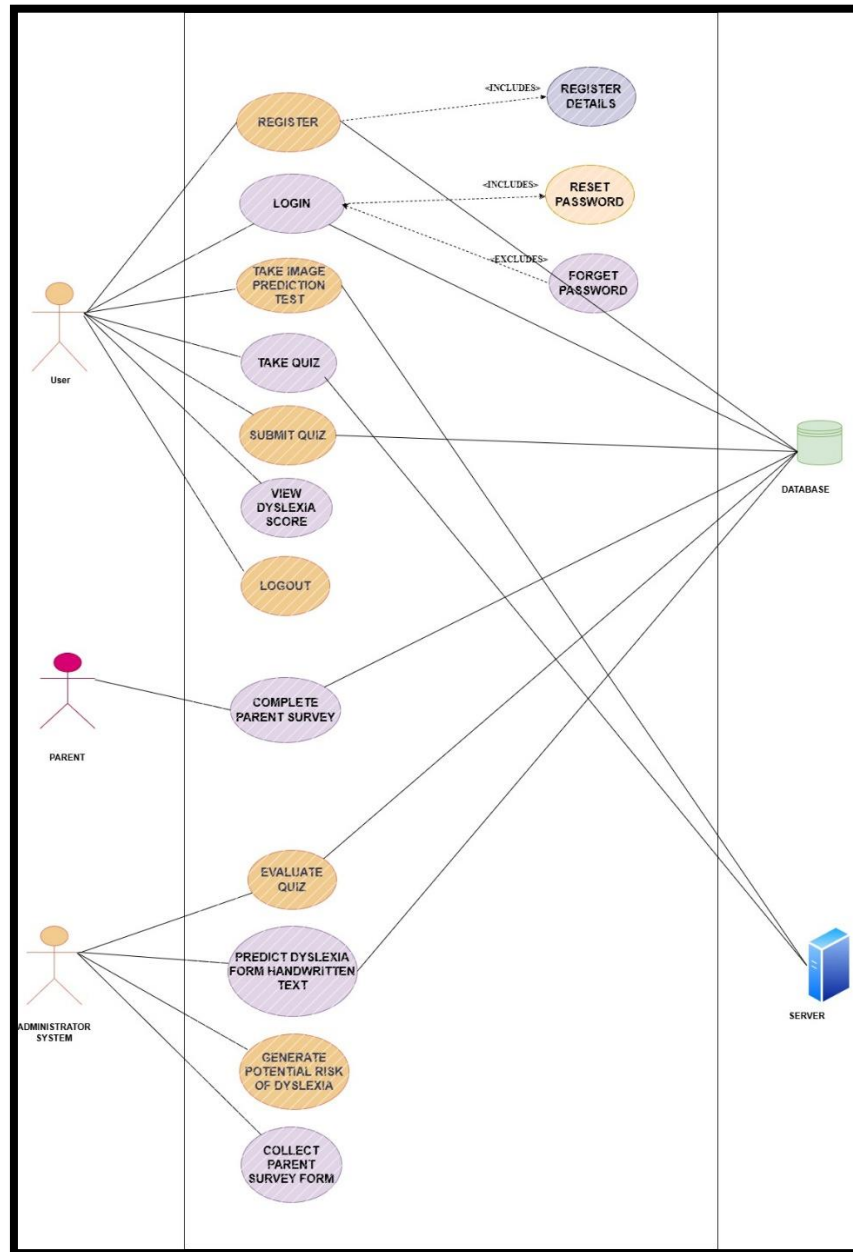 <INCLUDES>
REGISTER
DETAILS
REGISTER
<INCLUDES>
RESET
PASSWORD
LOGIN
<EXCLUDES>
FORGET
PASSWORD
TAKE IMAGE
PREDICTION
TEST
TAKE QUIZ
User
SUBMIT QUIZ
DATABASE
VIEW
DYSLEXIA
SCORE
LOGOUT
COMPLETE
PARENT SURVEY
PARENT
EVALUATE
QUIZ
PREDICT DYSLEXIA
FORM HANDWRITTEN
TEXT
ADMINISTRATOR
SYSTEM
SERVER
GENERATE
POTENTIAL RISK
OF DYSLEXIA
COLLECT
PARENT
SURVEY FORM